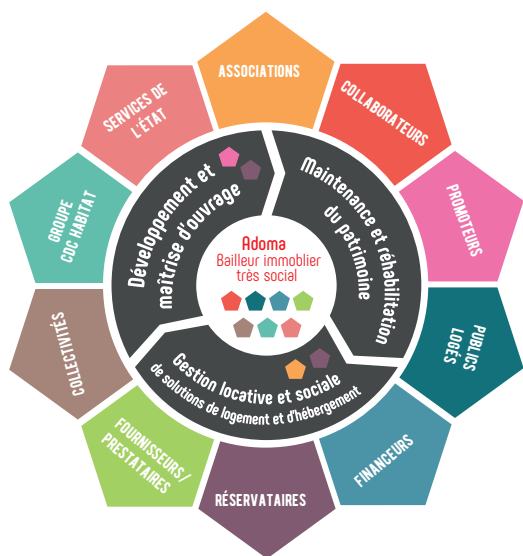 ASSOCIATIONS
COLLABORATEURS
PROMOTEURS
PUBLICS
LOGÉS
FINANCEURS
RÉSERVATAIRES
FOURNISSEURS/
PRESTATAIRES
COLLECTIVITÉS
GROUPE
CDC HABITAT
SERVICES DE
L'ÉTAT
Développement et
maîtrise d'ouvrage
Maintenance et réhabilitation
du patrimoine
Gestion locative et sociale
de solutions de logement et d'hébergement
Adoma
Bailleur immobilier
très social